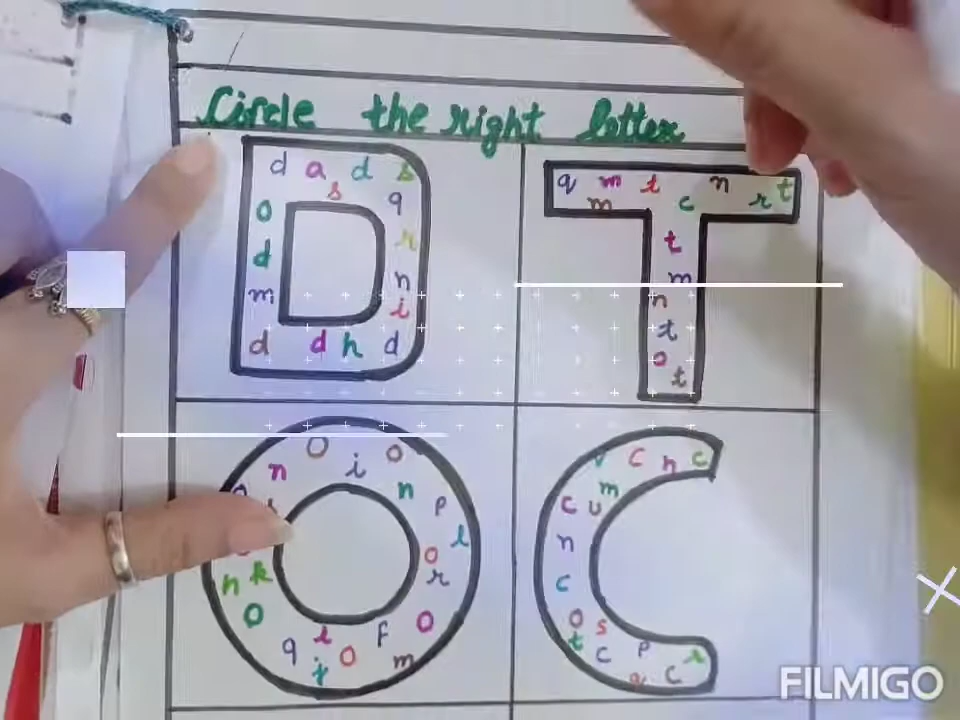 Circle the right letter
d a d s
s
o q
d r
m n
i
d d h d
q m t n r t
m c
t
m
n
t
o
t
o i o
n n p
l
o
h k r
o o
q l o f m
t
v c h c
m
c u
n
c
o s
t c p
q c
FILMIGO